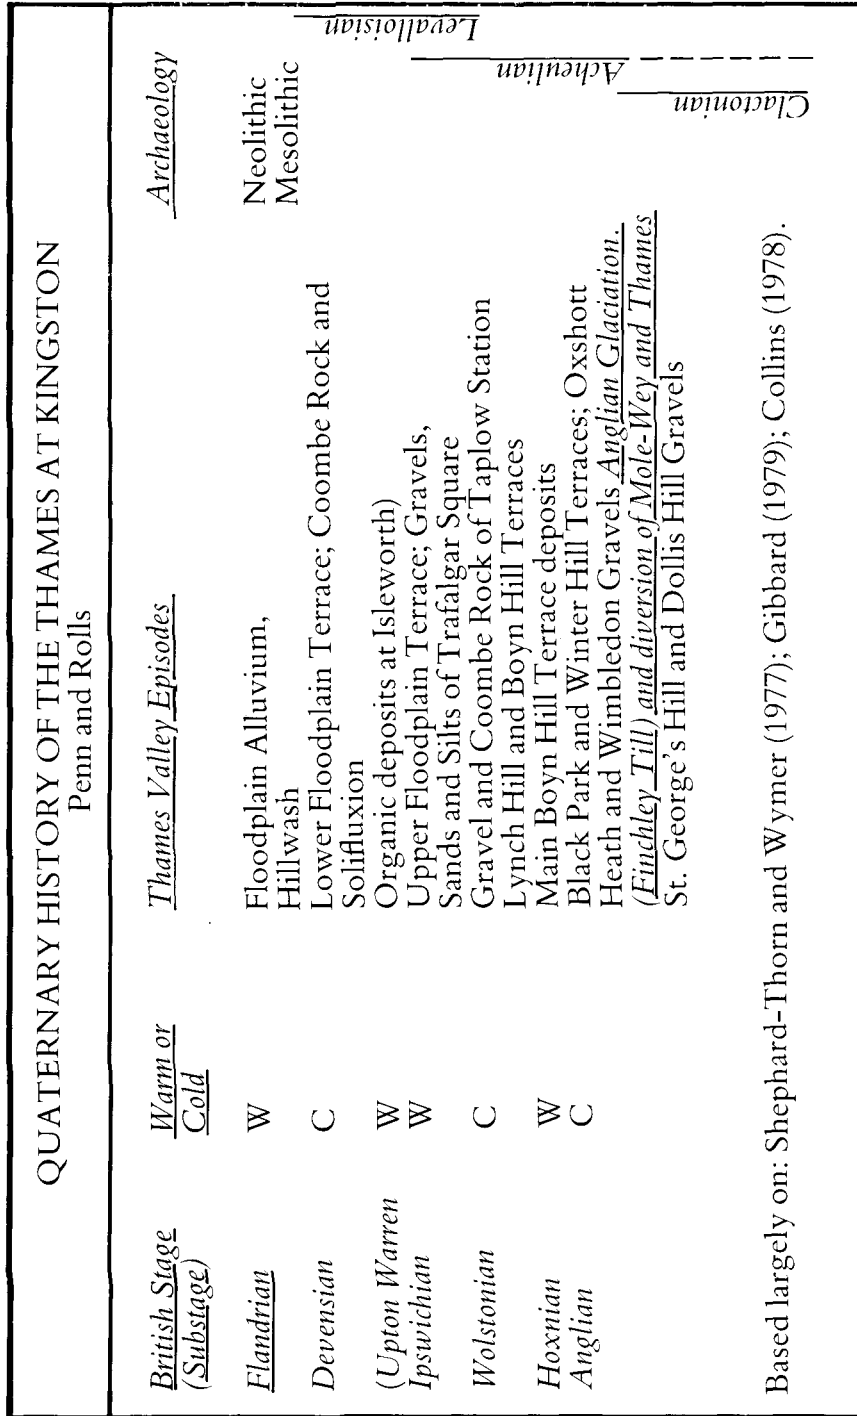 QUATERNARY HISTORY OF THE THAMES AT KINGSTON
Penn and Rolls
British Stage Warm or Thames Valley Episodes Archaeology
(Substage) Cold
Flandrian W Floodplain Alluvium, Neolithic
Hillwash Mesolithic
Devensian C Lower Floodplain Terrace; Coombe Rock and
Solifluxion
(Upton Warren W Organic deposits at Isleworth)
Ipswichian W Upper Floodplain Terrace; Gravels,
Sands and Silts of Trafalgar Square
Wolstonian C Gravel and Coombe Rock of Taplow Station
Lynch Hill and Boyn Hill Terraces
Hoxnian W Main Boyn Hill Terrace deposits
Anglian C Black Park and Winter Hill Terraces; Oxshott
Heath and Wimbledon Gravels Anglian Glaciation.
(Finchley Till) and diversion of Mole-Wey and Thames
St. George's Hill and Dollis Hill Gravels
Levalloisian
Acheulian
Clactonian
Based largely on: Shephard-Thorn and Wymer (1977); Gibbard (1979); Collins (1978).